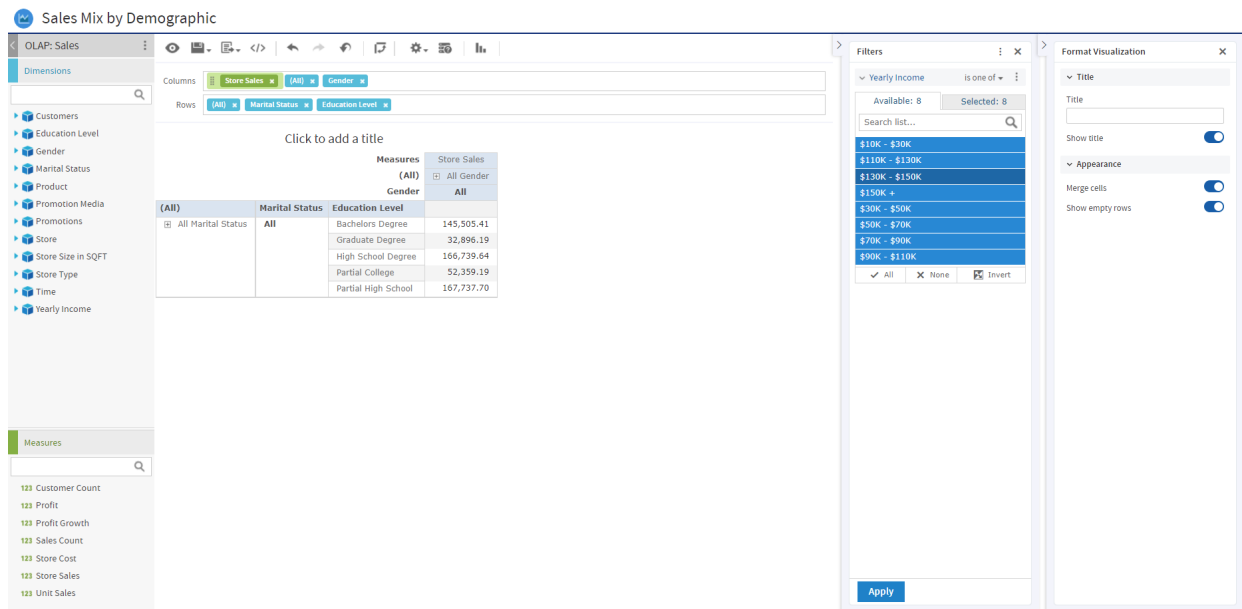 Sales Mix by Demographic
OLAP: Sales
Dimensions
Customers
Education Level
Gender
Marital Status
Product
Promotion Media
Promotions
Store
Store Size in SQFT
Store Type
Time
Yearly Income
Measures
123 Customer Count
123 Profit
123 Profit Growth
123 Sales Count
123 Store Cost
123 Store Sales
123 Unit Sales
Columns Store Sales x (All) x Gender x
Rows (All) x Marital Status x Education Level x
Click to add a title
Measures Store Sales
(All) All Gender
Gender All
(All) Marital Status Education Level
All Marital Status All Bachelors Degree 145,505.41
Graduate Degree 32,896.19
High School Degree 166,739.64
Partial College 52,359.19
Partial High School 167,737.70
Filters
Yearly Income is one of
Available: 8 Selected: 8
Search list...
$10K - $30K
$110K - $130K
$130K - $150K
$150K +
$30K - $50K
$50K - $70K
$70K - $90K
$90K - $110K
All None Invert
Apply
Format Visualization
Title
Title
Show title
Appearance
Merge cells
Show empty rows